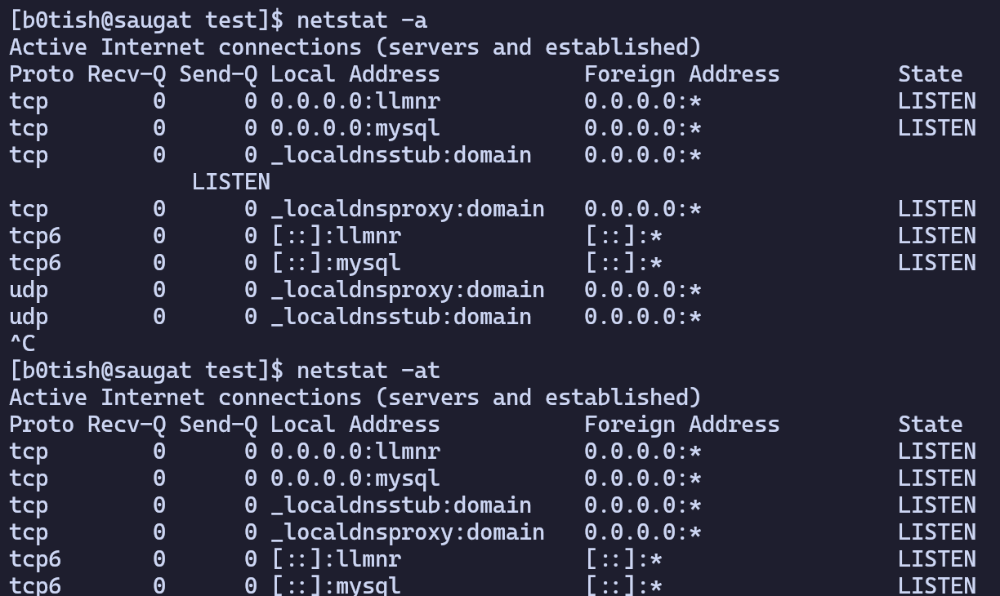 [b0tish@saugat test]$ netstat -a
Active Internet connections (servers and established)
Proto Recv-Q Send-Q Local Address           Foreign Address         State
tcp        0      0 0.0.0.0:llmnr           0.0.0.0:*               LISTEN
tcp        0      0 0.0.0.0:mysql           0.0.0.0:*               LISTEN
tcp        0      0 _localdnsstub:domain    0.0.0.0:*
              LISTEN
tcp        0      0 _localdnsproxy:domain   0.0.0.0:*               LISTEN
tcp6       0      0 [::]:llmnr              [::]:*                  LISTEN
tcp6       0      0 [::]:mysql              [::]:*                  LISTEN
udp        0      0 _localdnsproxy:domain   0.0.0.0:*
udp        0      0 _localdnsstub:domain    0.0.0.0:*
^C
[b0tish@saugat test]$ netstat -at
Active Internet connections (servers and established)
Proto Recv-Q Send-Q Local Address           Foreign Address         State
tcp        0      0 0.0.0.0:llmnr           0.0.0.0:*               LISTEN
tcp        0      0 0.0.0.0:mysql           0.0.0.0:*               LISTEN
tcp        0      0 _localdnsstub:domain    0.0.0.0:*               LISTEN
tcp        0      0 _localdnsproxy:domain   0.0.0.0:*               LISTEN
tcp6       0      0 [::]:llmnr              [::]:*                  LISTEN
tcp6       0      0 [::]:mysql              [::]:*                  LISTEN